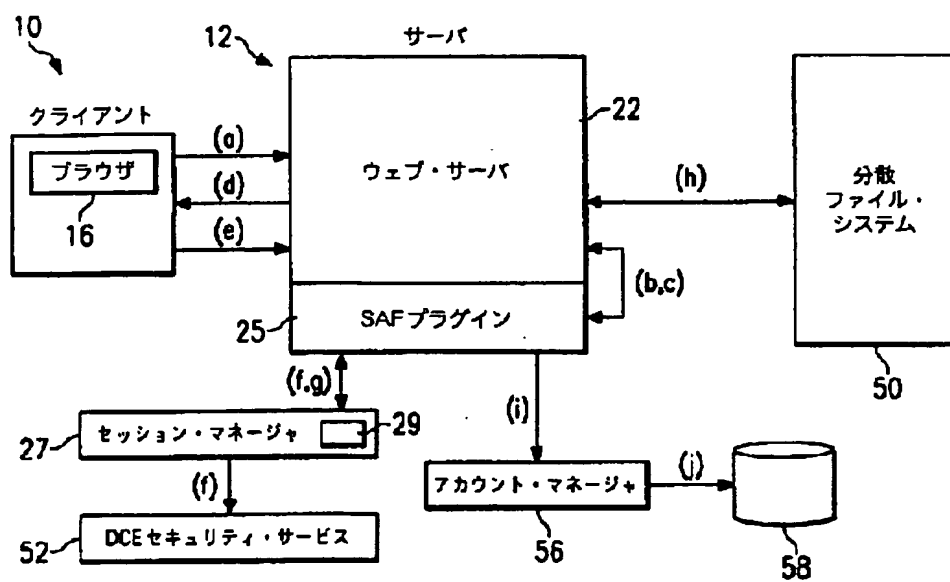 10
サーバ
12
クライアント
ブラウザ
16
(a)
(d)
(e)
ウェブ・サーバ
22
(h)
分散
ファイル・
システム
50
(b,c)
25
SAFプラグイン
(f,g)
(i)
27
セッション・マネージャ
29
(f)
52
DCEセキュリティ・サービス
アカウント・マネージャ
56
(j)
58